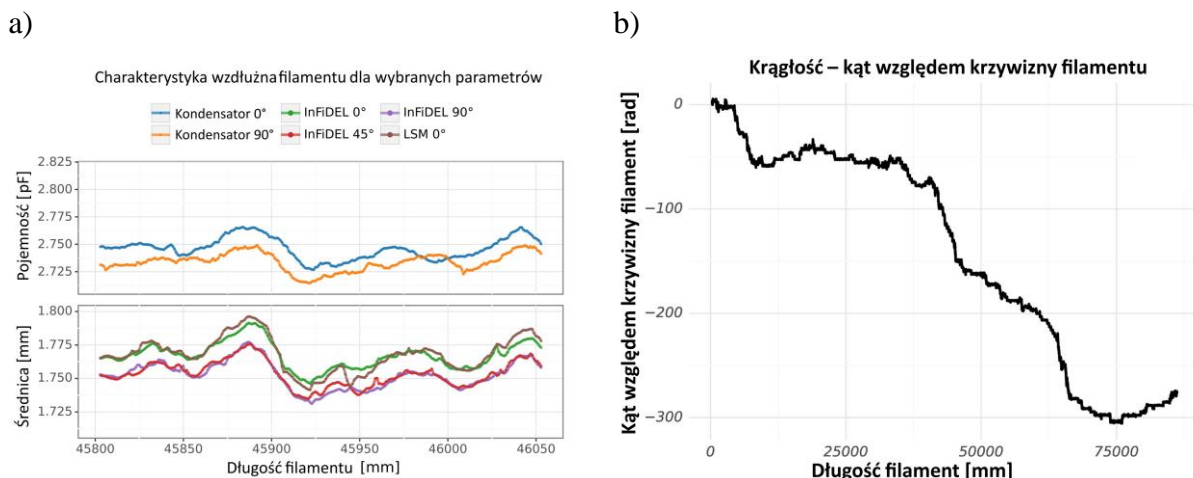 a)
b)
Charakterystyka wzdłużna filamentu dla wybranych parametrów
Kondensator 0° InFiDEL 0° InFiDEL 90°
Kondensator 90° InFiDEL 45° LSM 0°
Pojemność [pF]
2.825
2.800
2.775
2.750
2.725
Średnica [mm]
1.800
1.775
1.750
1.725
45800 45850 45900 45950 46000 46050
Długość filamentu [mm]
Krągłość – kąt względem krzywizny filamentu
Kąt względem krzywizny filament [rad]
0
−100
−200
−300
0 25000 50000 75000
Długość filament [mm]